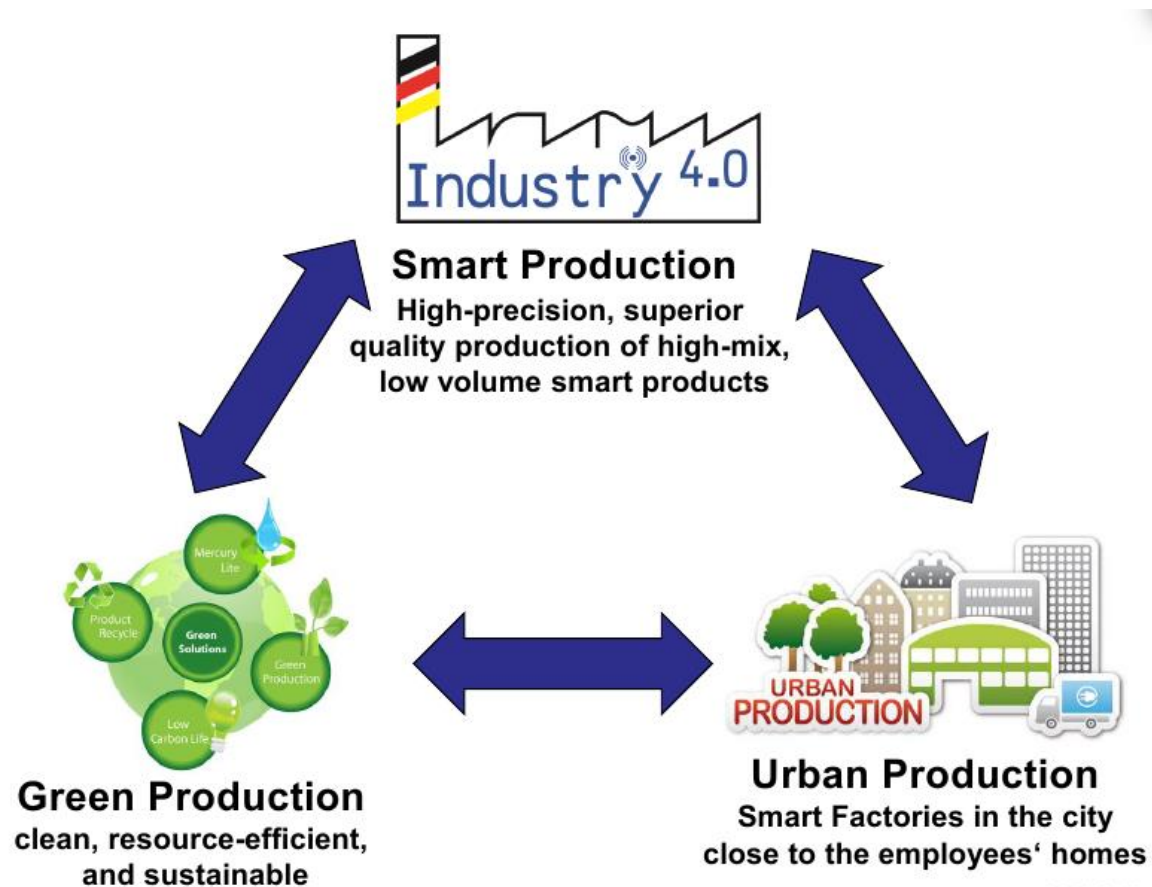 Industry 4.0
Smart Production
High-precision, superior
quality production of high-mix,
low volume smart products
Mercury
Lite
Product
Recycle
Green
Solutions
Green
Production
Low
Carbon Life
URBAN
PRODUCTION
Green Production
clean, resource-efficient,
and sustainable
Urban Production
Smart Factories in the city
close to the employees‘ homes